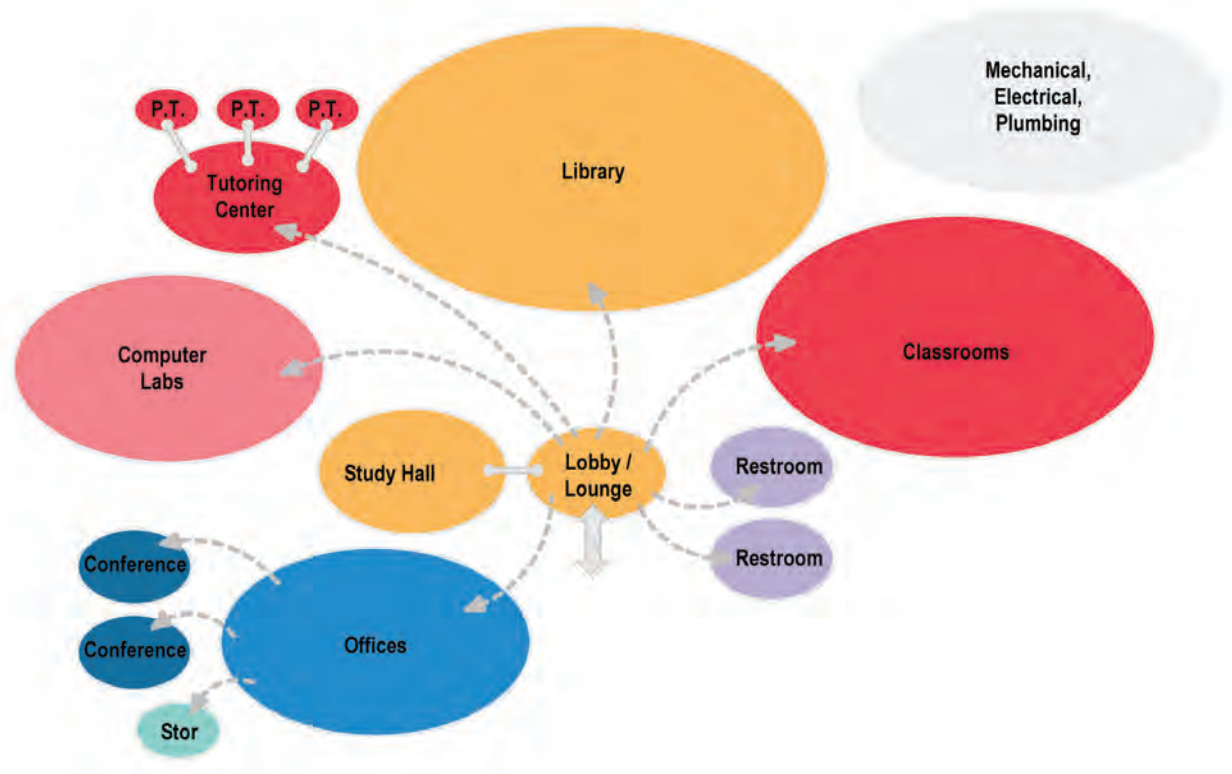 Mechanical,
Electrical,
Plumbing
P.T.
P.T.
P.T.
Library
Tutoring
Center
Classrooms
Computer
Labs
Study Hall
Lobby /
Lounge
Restroom
Restroom
Conference
Conference
Offices
Stor